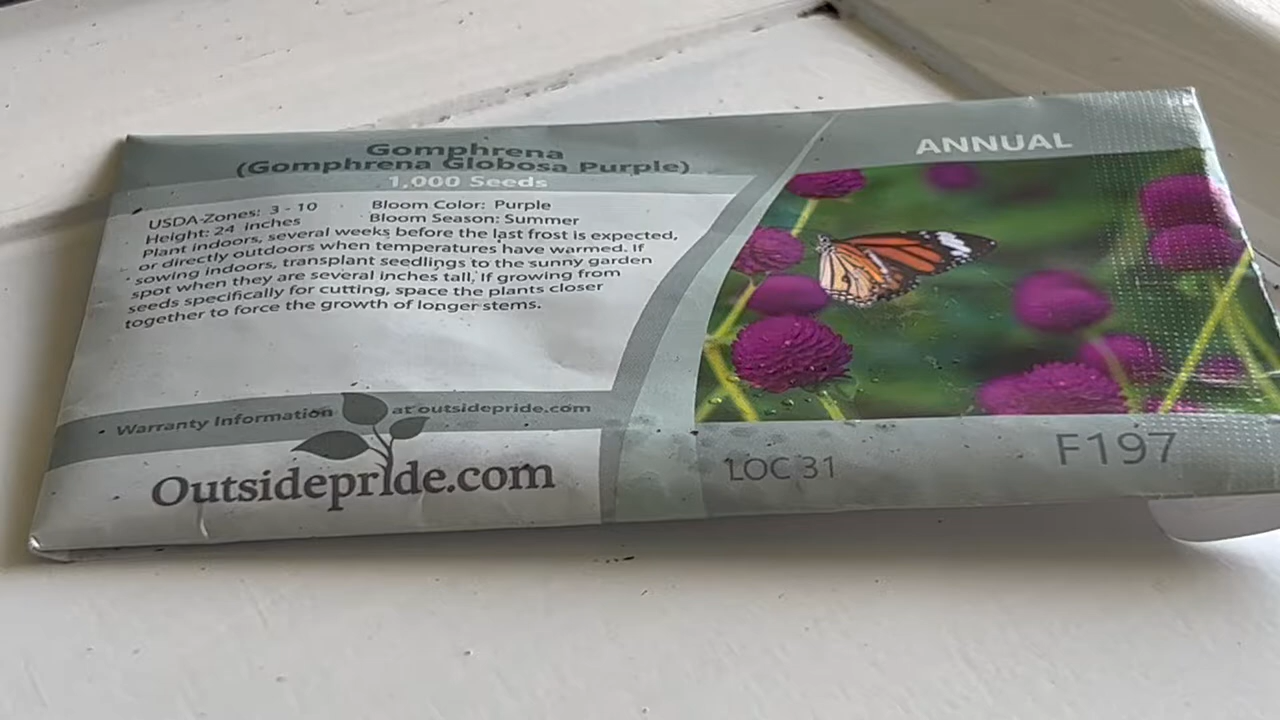 Gomphrena
(Gomphrena Globosa Purple)
1,000 Seeds
USDA-Zones: 3 - 10 Bloom Color: Purple
Height: 24 inches Bloom Season: Summer
Plant indoors, several weeks before the last frost is expected,
or directly outdoors when temperatures have warmed. If
sowing indoors, transplant seedlings to the sunny garden
spot when they are several inches tall, If growing from
seeds specifically for cutting, space the plants closer
together to force the growth of longer stems.
Warranty Information at outsidepride.com
Outsidepride.com
ANNUAL
LOC 31
F197